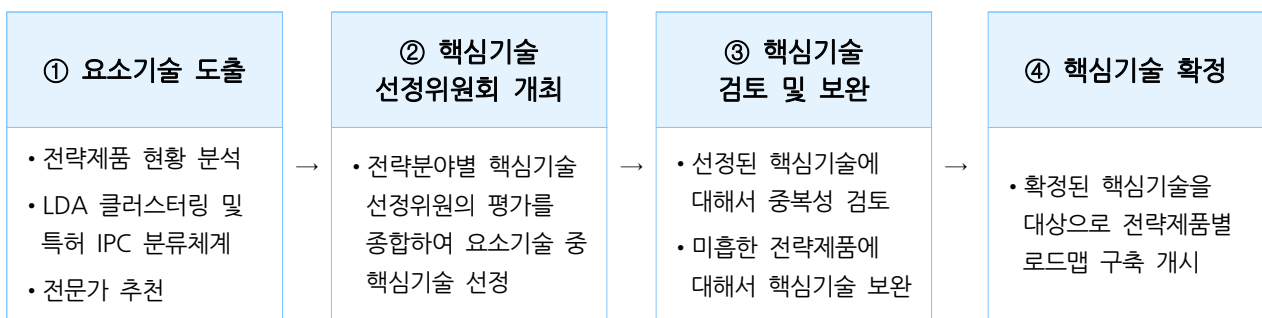 ① 요소기술 도출
• 전략제품 현황 분석
• LDA 클러스터링 및
특허 IPC 분류체계
• 전문가 추천
→
② 핵심기술
선정위원회 개최
• 전략분야별 핵심기술
선정위원의 평가를
종합하여 요소기술 중
핵심기술 선정
→
③ 핵심기술
검토 및 보완
• 선정된 핵심기술에
대해서 중복성 검토
• 미흡한 전략제품에
대해서 핵심기술 보완
→
④ 핵심기술 확정
• 확정된 핵심기술을
대상으로 전략제품별
로드맵 구축 개시